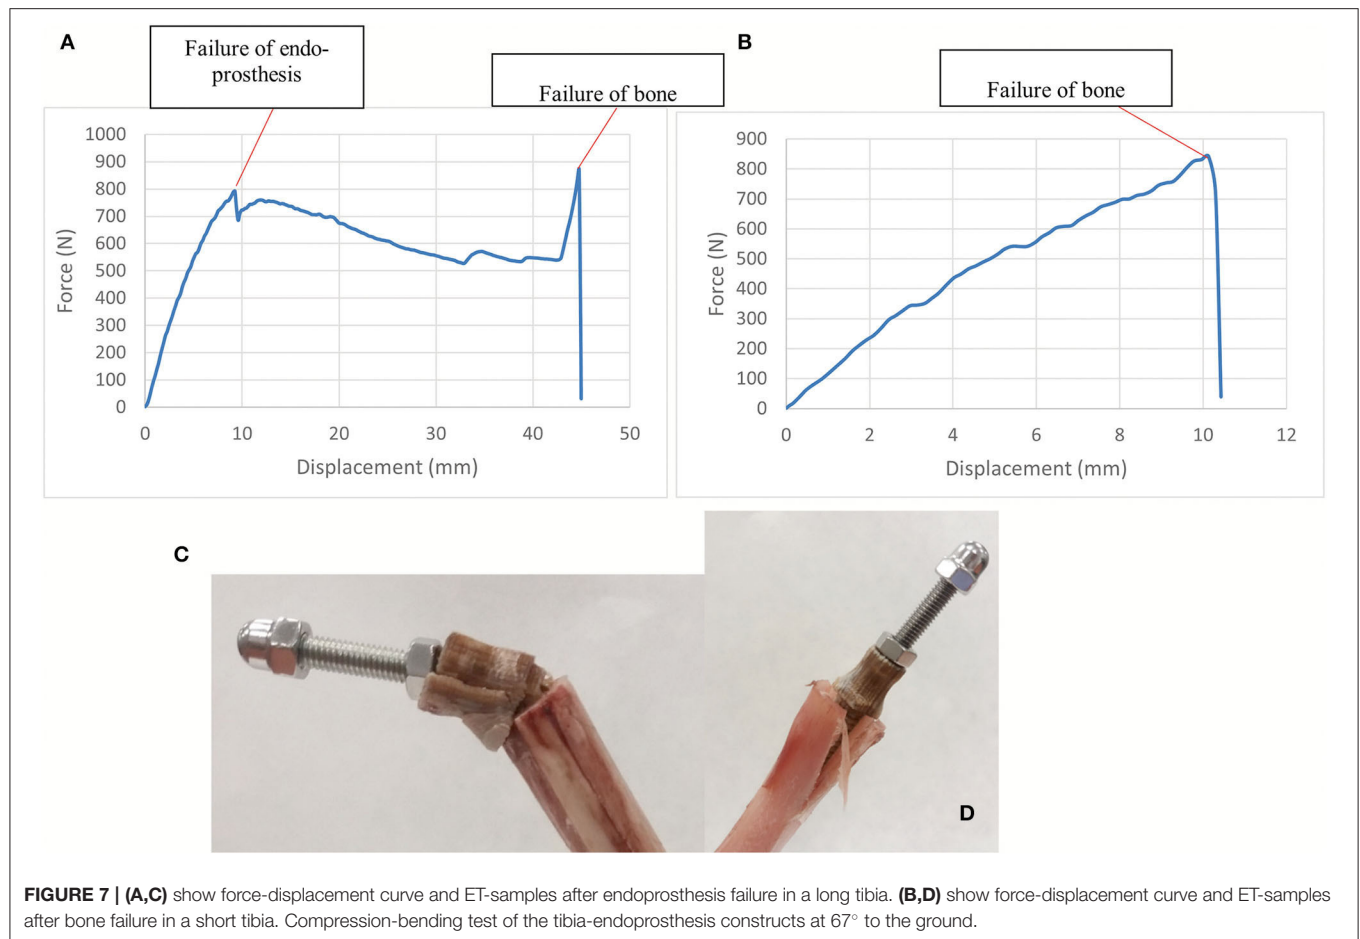 A
Failure of endo-
prosthesis
Failure of bone
1000
900
800
700
600
500
400
300
200
100
0
Force (N)
0 10 20 30 40 50
Displacement (mm)
B
Failure of bone
900
800
700
600
500
400
300
200
100
0
Force (N)
0 2 4 6 8 10 12
Displacement (mm)
C
D
FIGURE 7 | (A,C) show force-displacement curve and ET-samples after endoprosthesis failure in a long tibia. (B,D) show force-displacement curve and ET-samples
after bone failure in a short tibia. Compression-bending test of the tibia-endoprosthesis constructs at 67° to the ground.